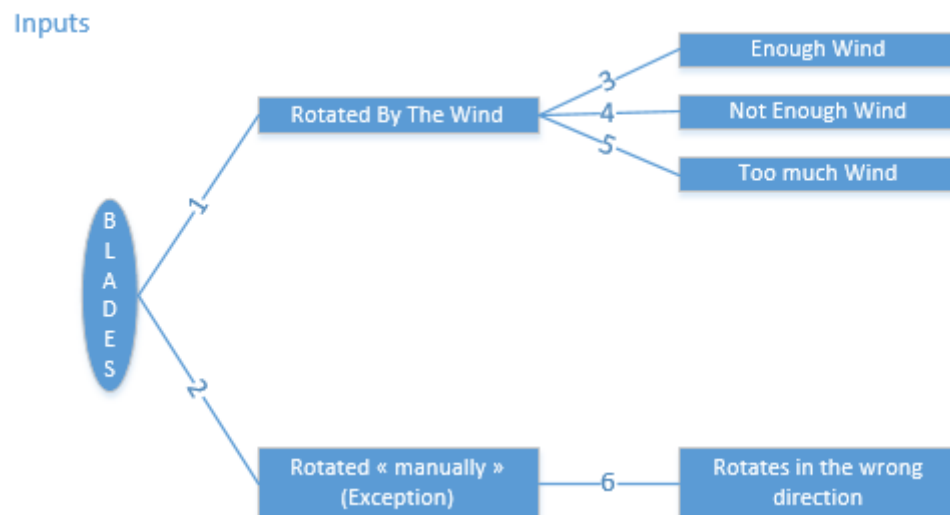 Inputs
Enough Wind
3
Rotated By The Wind
4
Not Enough Wind
5
Too much Wind
1
B
L
A
D
E
S
2
Rotated « manually »
(Exception)
6
Rotates in the wrong
direction